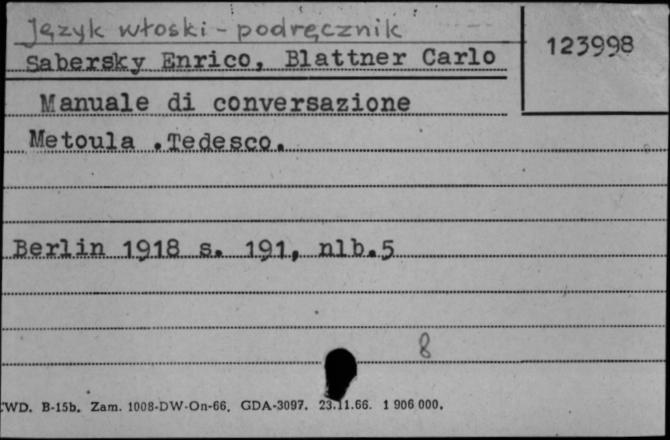 Język włoski - podręcznik
123998
Sabersky Enrico, Blattner Carlo
Manuale di conversazione
Metoula .Tedesco.
Berlin 1918 s. 191, nlb.5
8
WD. B-15b. Zam. 1008-DW-On-66. GDA-3097. 23.11.66. 1 906 000.